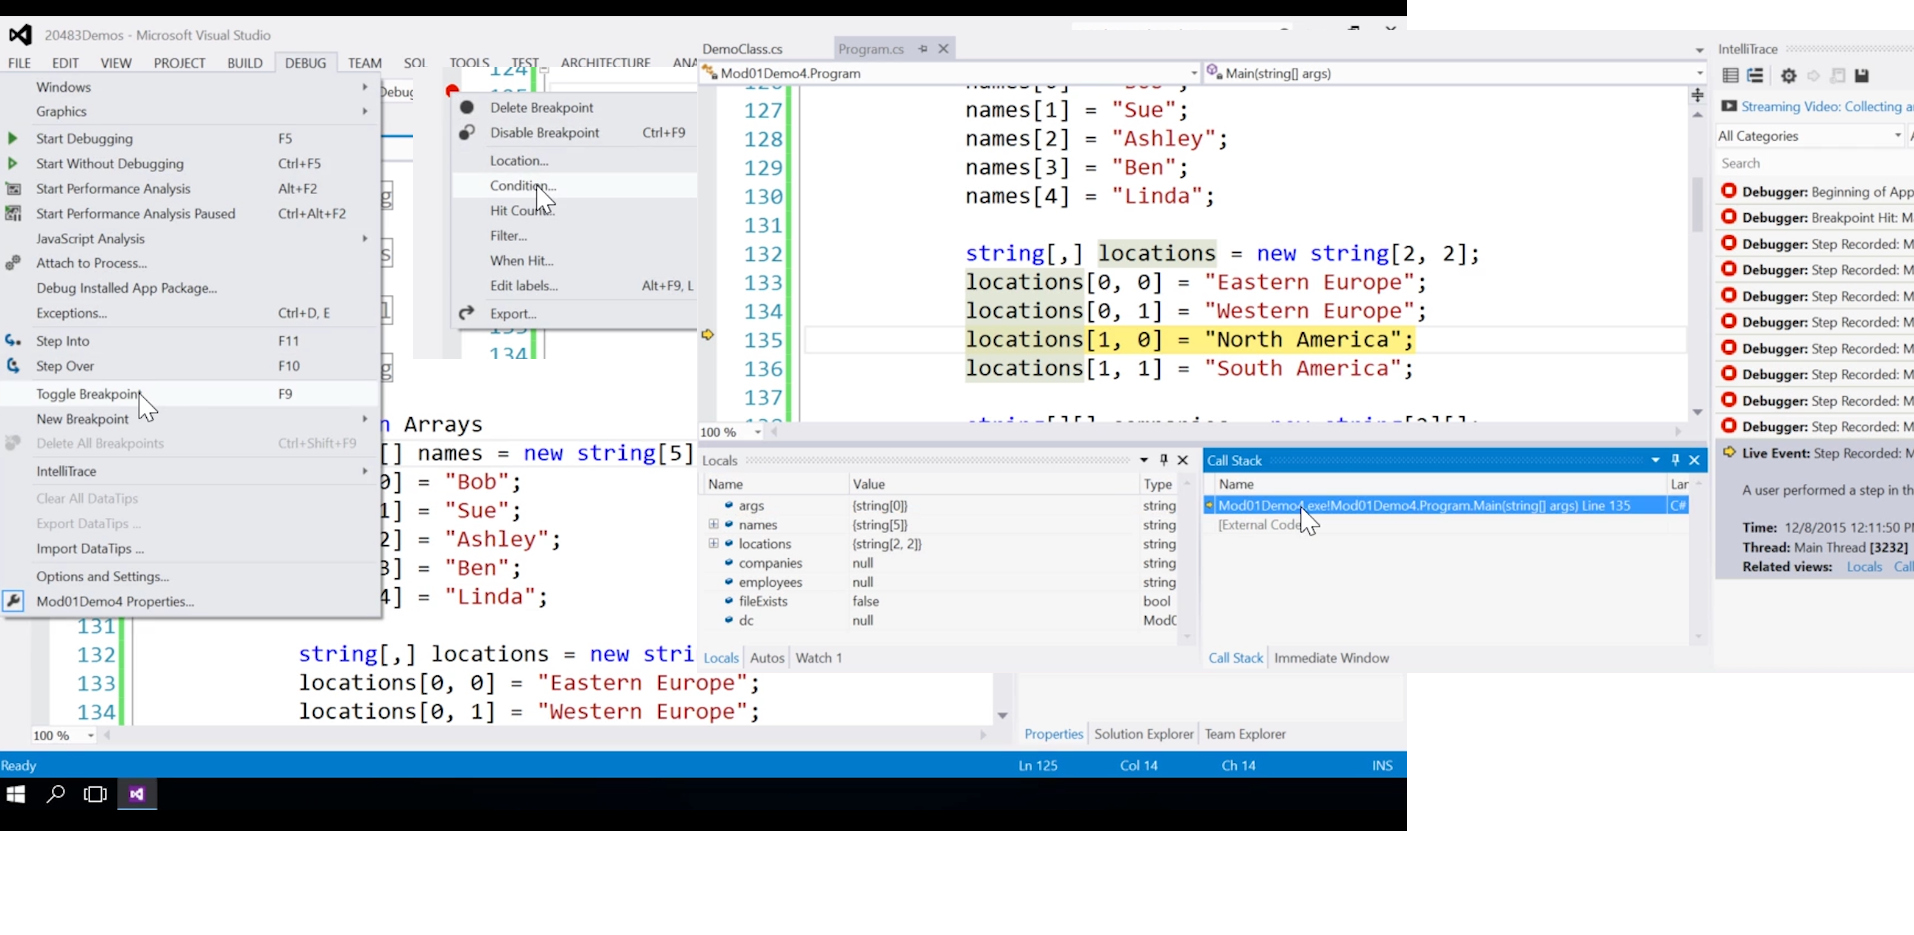 20483Demos - Microsoft Visual Studio
FILE EDIT VIEW PROJECT BUILD DEBUG TEAM SQL TOOLS TEST ARCHITECTURE ANA
Windows
Graphics
Start Debugging F5
Start Without Debugging Ctrl+F5
Start Performance Analysis Alt+F2
Start Performance Analysis Paused Ctrl+Alt+F2
JavaScript Analysis
Attach to Process...
Debug Installed App Package...
Exceptions... Ctrl+D, E
Step Into F11
Step Over F10
Toggle Breakpoint F9
New Breakpoint
Delete All Breakpoints Ctrl+Shift+F9
IntelliTrace
Clear All DataTips
Export DataTips ...
Import DataTips ...
Options and Settings...
Mod01Demo4 Properties...
Debug
124
Delete Breakpoint
Disable Breakpoint Ctrl+F9
Location...
Condition...
Hit Count...
Filter...
When Hit...
Edit labels... Alt+F9, L
Export...
133
134
n Arrays
[] names = new string[5]
0] = "Bob";
1] = "Sue";
2] = "Ashley";
3] = "Ben";
4] = "Linda";
131
132 string[,] locations = new stri
133 locations[0, 0] = "Eastern Europe";
134 locations[0, 1] = "Western Europe";
100 %
Ready Ln 125 Col 14 Ch 14 INS
Properties Solution Explorer Team Explorer
DemoClass.cs Program.cs
Mod01Demo4.Program Main(string[] args)
126 names[0] = "Bob";
127 names[1] = "Sue";
128 names[2] = "Ashley";
129 names[3] = "Ben";
130 names[4] = "Linda";
131
132 string[,] locations = new string[2, 2];
133 locations[0, 0] = "Eastern Europe";
134 locations[0, 1] = "Western Europe";
135 locations[1, 0] = "North America";
136 locations[1, 1] = "South America";
137
138 string[][] companies = new string[2][];
100 %
Locals
Name Value Type
args {string[0]} string
names {string[5]} string
locations {string[2, 2]} string
companies null string
employees null string
fileExists false bool
dc null Mod0
Locals Autos Watch 1
Call Stack
Name Lar
Mod01Demo4.exe!Mod01Demo4.Program.Main(string[] args) Line 135 C#
[External Code
Call Stack Immediate Window
IntelliTrace
Streaming Video: Collecting a
All Categories
Search
Debugger: Beginning of App
Debugger: Breakpoint Hit: M
Debugger: Step Recorded: M
Debugger: Step Recorded: M
Debugger: Step Recorded: M
Debugger: Step Recorded: M
Debugger: Step Recorded: M
Debugger: Step Recorded: M
Debugger: Step Recorded: M
Debugger: Step Recorded: M
Live Event: Step Recorded: M
A user performed a step in th
Time: 12/8/2015 12:11:50 P
Thread: Main Thread [3232]
Related views: Locals Cal